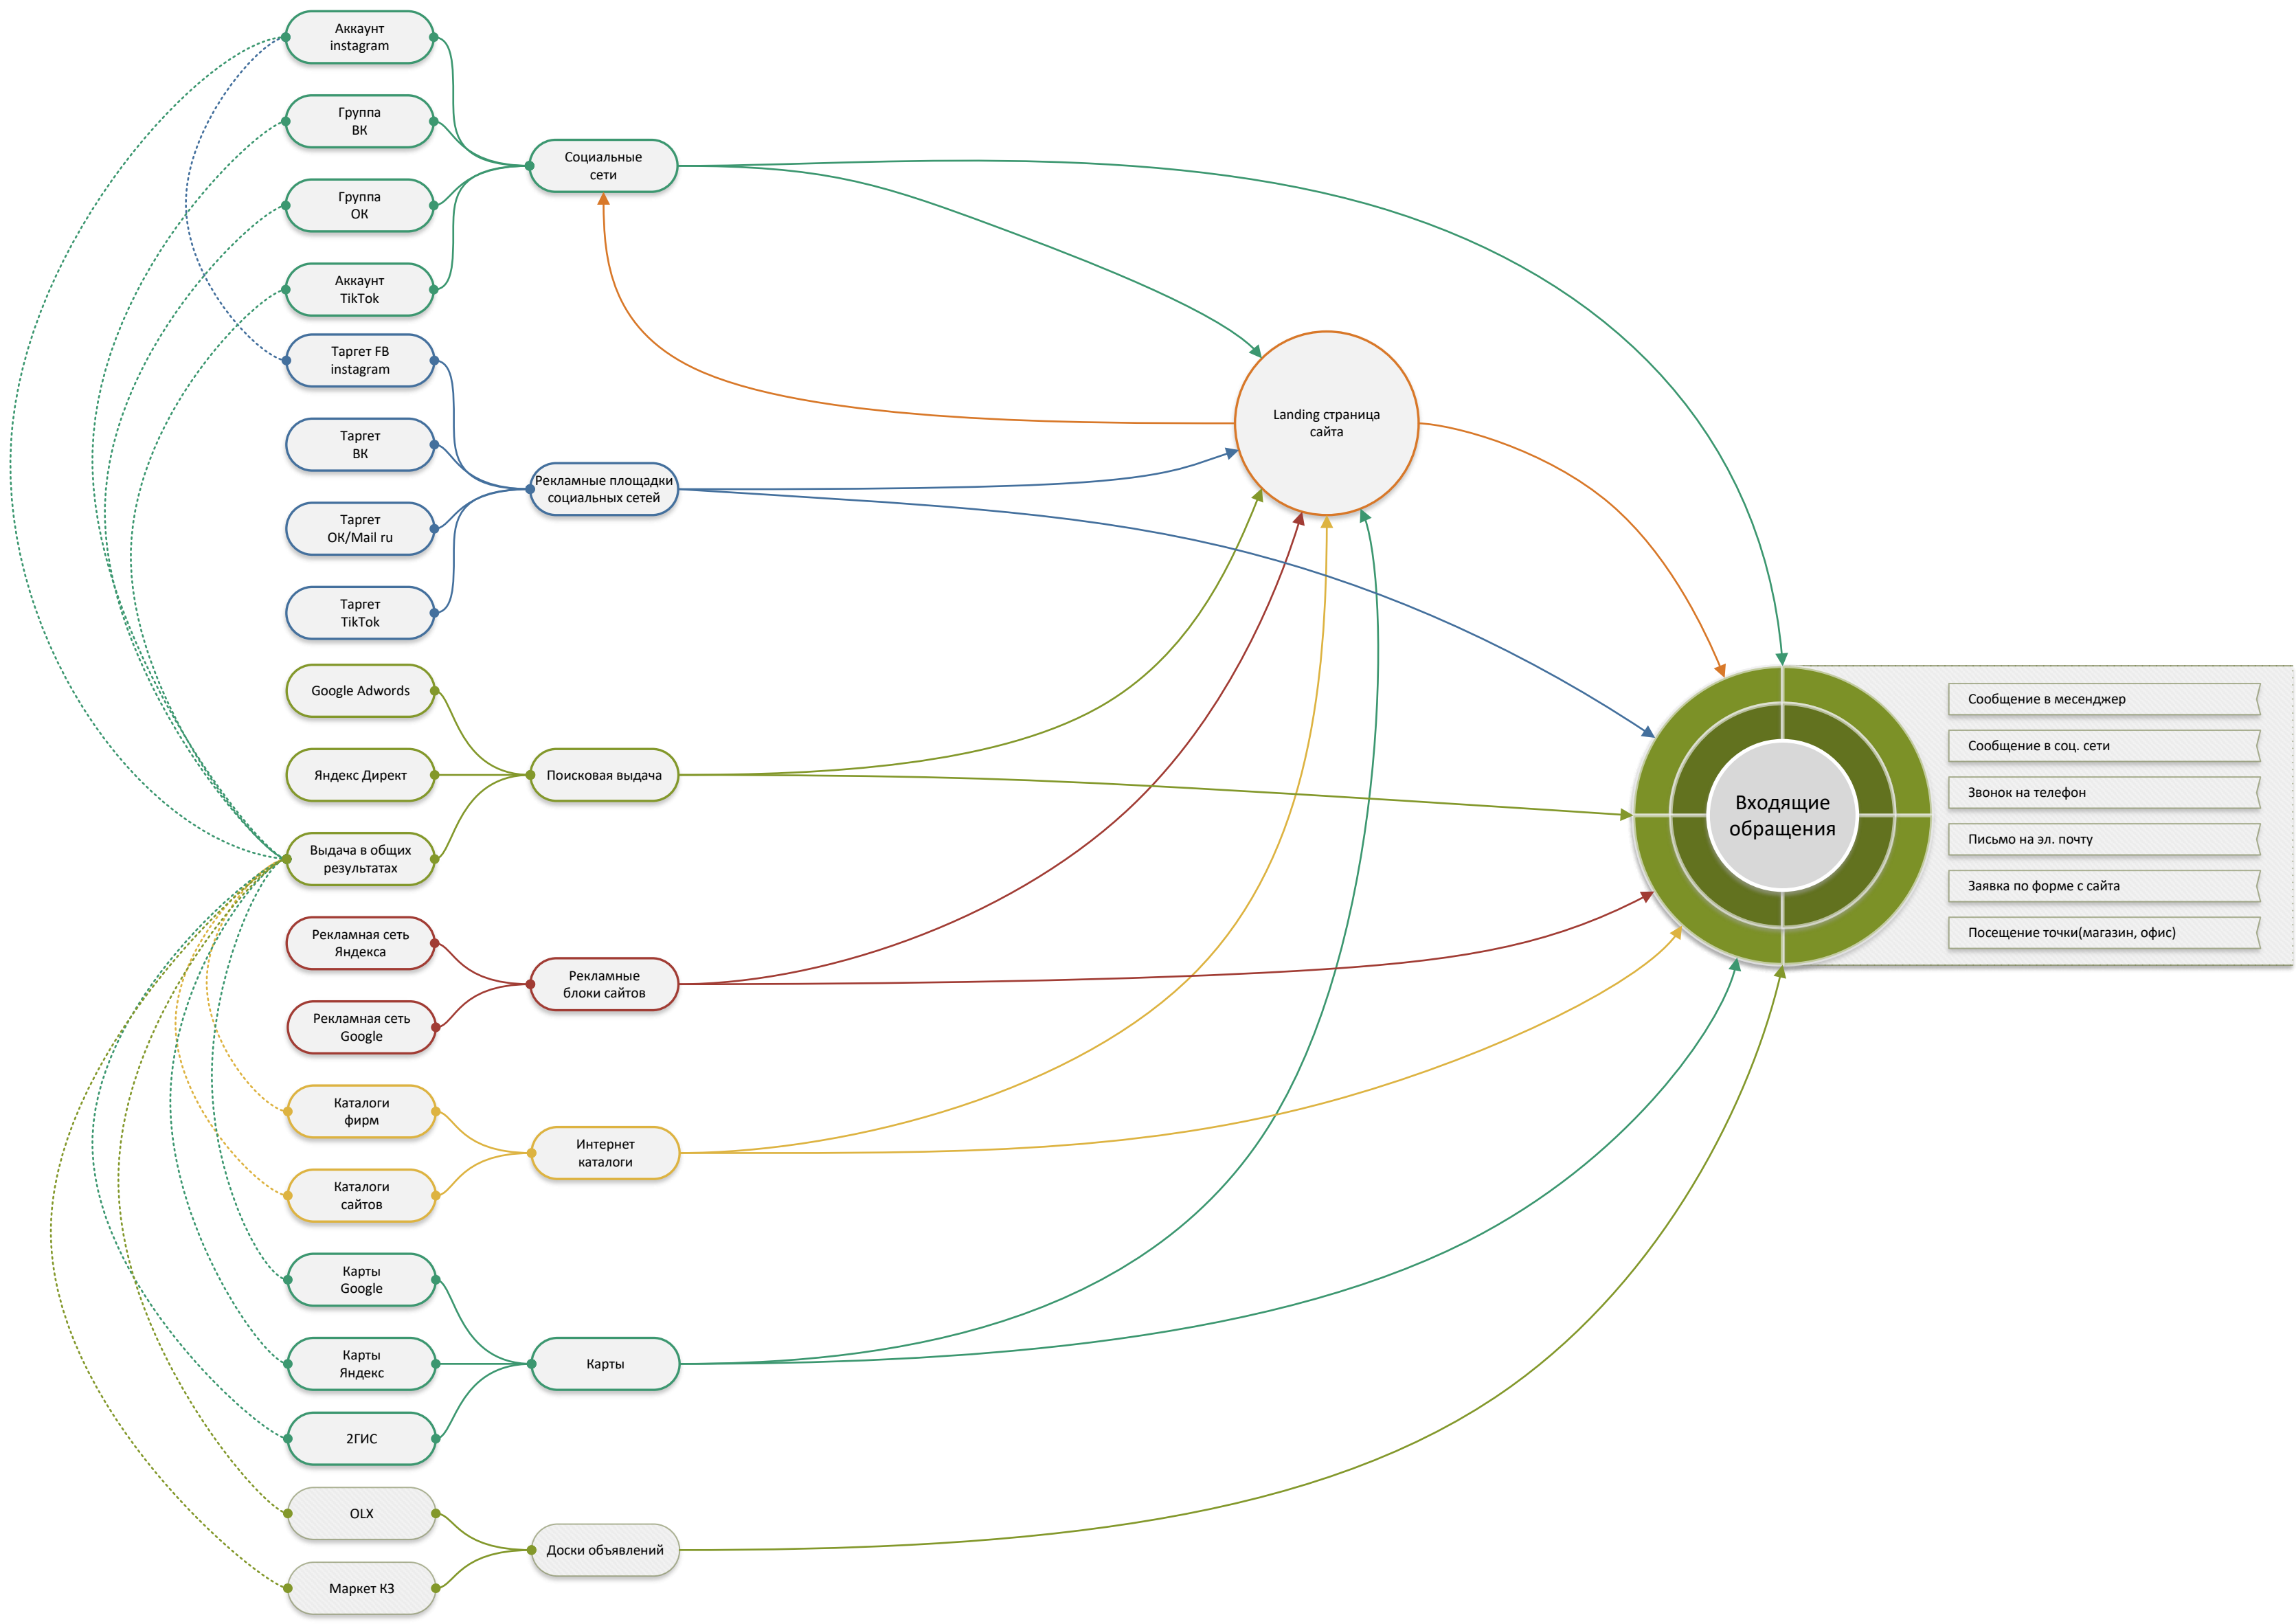 Аккаунт
instagram
Группа
ВК
Группа
ОК
Аккаунт
TikTok
Таргет FB
instagram
Таргет
ВК
Таргет
ОК/Mail ru
Таргет
TikTok
Google Adwords
Яндекс Директ
Выдача в общих
результатах
Рекламная сеть
Яндекса
Рекламная сеть
Google
Каталоги
фирм
Каталоги
сайтов
Карты
Google
Карты
Яндекс
2ГИС
OLX
Маркет КЗ
Социальные
сети
Рекламные площадки
социальных сетей
Поисковая выдача
Рекламные
блоки сайтов
Интернет
каталоги
Карты
Доски объявлений
Landing страница
сайта
Входящие
обращения
Сообщение в месенджер
Сообщение в соц. сети
Звонок на телефон
Письмо на эл. почту
Заявка по форме с сайта
Посещение точки(магазин, офис)